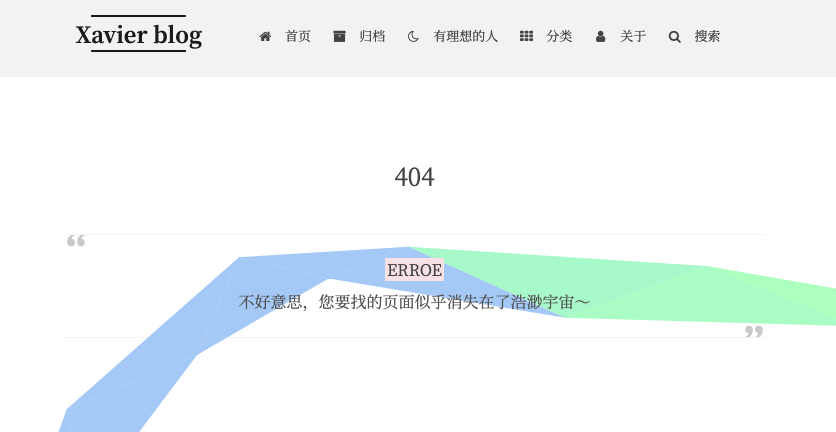 Xavier blog
首页 归档 有理想的人 分类 关于 搜索
404
“
ERROE
不好意思，您要找的页面似乎消失在了浩渺宇宙～
”